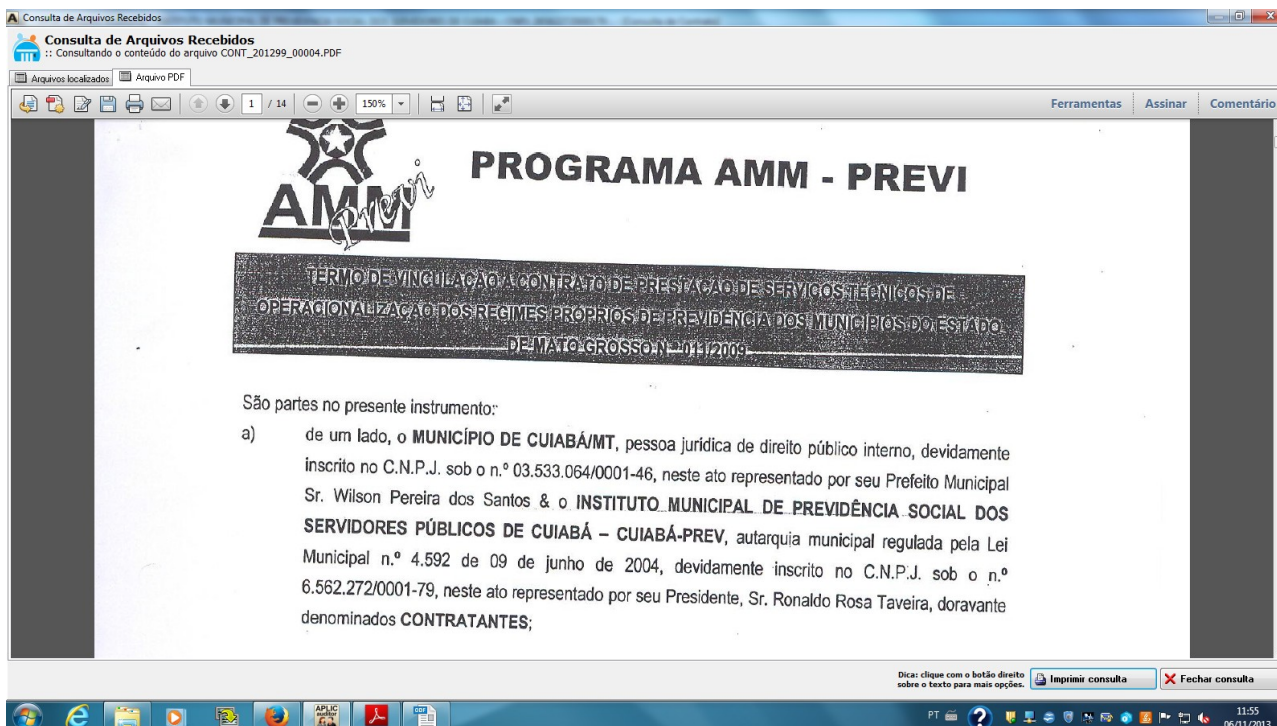 Consulta de Arquivos Recebidos
Consulta de Arquivos Recebidos
:: Consultando o conteúdo do arquivo CONT_201299_00004.PDF
Arquivos localizados Arquivo PDF
1 / 14 150% Ferramentas Assinar Comentário
AMM Previ
PROGRAMA AMM - PREVI
TERMO DE VINCULAÇÃO A CONTRATO DE PRESTAÇÃO DE SERVIÇOS TÉCNICOS DE
OPERACIONALIZAÇÃO DOS REGIMES PRÓPRIOS DE PREVIDÊNCIA DOS MUNICÍPIOS DO ESTADO
DE MATO GROSSO N.º 011/2009
São partes no presente instrumento:
a) de um lado, o MUNICÍPIO DE CUIABÁ/MT, pessoa jurídica de direito público interno, devidamente
inscrito no C.N.P.J. sob o n.º 03.533.064/0001-46, neste ato representado por seu Prefeito Municipal
Sr. Wilson Pereira dos Santos & o INSTITUTO MUNICIPAL DE PREVIDÊNCIA SOCIAL DOS
SERVIDORES PÚBLICOS DE CUIABÁ – CUIABÁ-PREV, autarquia municipal regulada pela Lei
Municipal n.º 4.592 de 09 de junho de 2004, devidamente inscrito no C.N.P.J. sob o n.º
6.562.272/0001-79, neste ato representado por seu Presidente, Sr. Ronaldo Rosa Taveira, doravante
denominados CONTRATANTES;
Dica: clique com o botão direito
sobre o texto para mais opções.
Imprimir consulta Fechar consulta
APLIC
auditor
PT
11:55
06/11/201